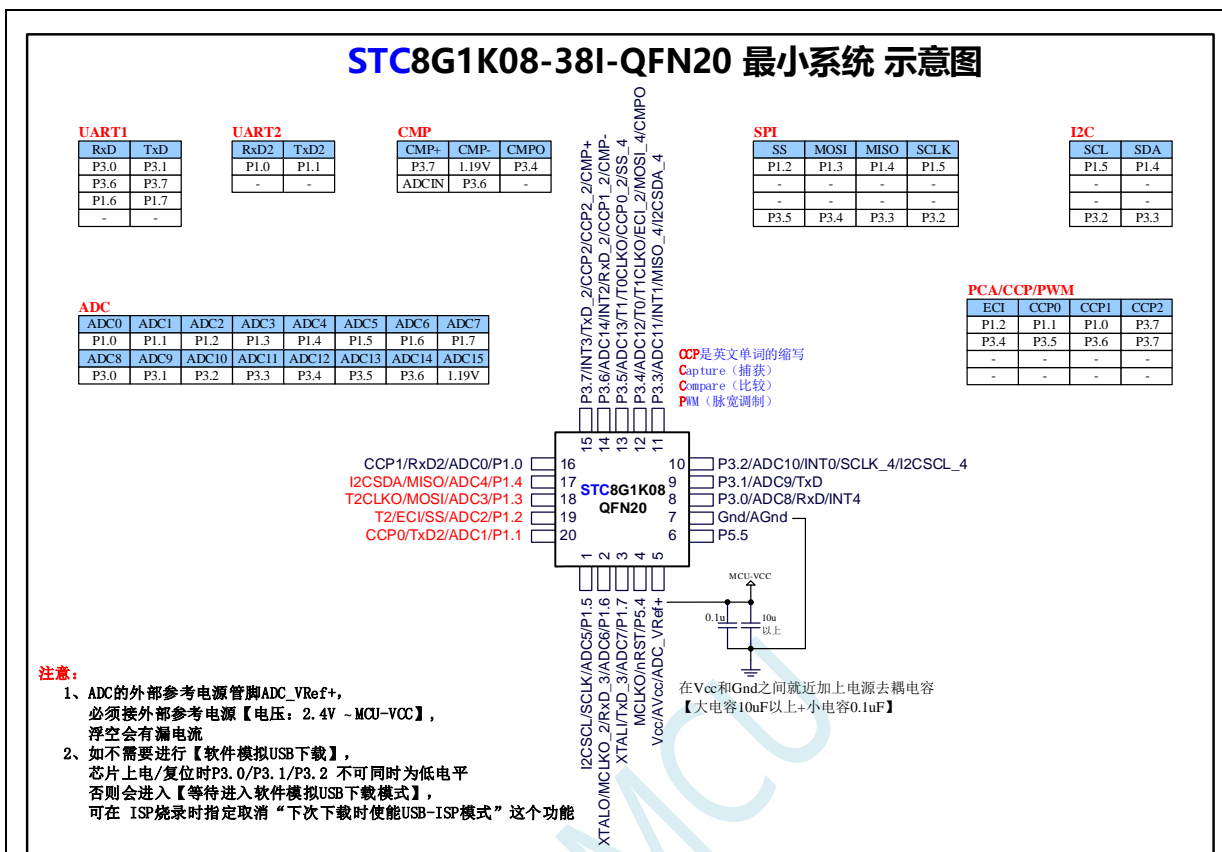 STC8G1K08-38I-QFN20 最小系统 示意图
UART1
RxD TxD
P3.0 P3.1
P3.6 P3.7
P1.6 P1.7
- -
UART2
RxD2 TxD2
P1.0 P1.1
- -
CMP
CMP+ CMP- CMPO
P3.7 1.19V P3.4
ADCIN P3.6 -
SPI
SS MOSI MISO SCLK
P1.2 P1.3 P1.4 P1.5
- - - -
- - - -
P3.5 P3.4 P3.3 P3.2
I2C
SCL SDA
P1.5 P1.4
- -
- -
P3.2 P3.3
ADC
ADC0 ADC1 ADC2 ADC3 ADC4 ADC5 ADC6 ADC7
P1.0 P1.1 P1.2 P1.3 P1.4 P1.5 P1.6 P1.7
ADC8 ADC9 ADC10 ADC11 ADC12 ADC13 ADC14 ADC15
P3.0 P3.1 P3.2 P3.3 P3.4 P3.5 P3.6 1.19V
PCA/CCP/PWM
ECI CCP0 CCP1 CCP2
P1.2 P1.1 P1.0 P3.7
P3.4 P3.5 P3.6 P3.7
- - - -
- - - -
CCP是英文单词的缩写
Capture（捕获）
Compare（比较）
PWM（脉宽调制）
P3.7/INT3/TxD_2/CCP2/CCP2_2/CMP+
P3.6/ADC14/INT2/RxD_2/CCP1_2/CMP-
P3.5/ADC13/T1/T0CLKO/CCP0_2/SS_4
P3.4/ADC12/T0/T1CLKO/ECI_2/MOSI_4/CMPO
P3.3/ADC11/INT1/MISO_4/I2CSDA_4
15 14 13 12 11
CCP1/RxD2/ADC0/P1.0 16
I2CSDA/MISO/ADC4/P1.4 17
T2CLKO/MOSI/ADC3/P1.3 18
T2/ECI/SS/ADC2/P1.2 19
CCP0/TxD2/ADC1/P1.1 20
STC8G1K08
QFN20
10 P3.2/ADC10/INT0/SCLK_4/I2CSCL_4
9 P3.1/ADC9/TxD
8 P3.0/ADC8/RxD/INT4
7 Gnd/AGnd
6 P5.5
1 2 3 4 5
I2CSCL/SCLK/ADC5/P1.5
XTALO/MCLKO_2/RxD_3/ADC6/P1.6
XTALI/TxD_3/ADC7/P1.7
MCLKO/nRST/P5.4
Vcc/AVcc/ADC_VRef+
MCU-VCC
0.1u
10u
以上
在Vcc和Gnd之间就近加上电源去耦电容
【大电容10uF以上+小电容0.1uF】
注意：
1、ADC的外部参考电源管脚ADC_VRef+，
必须接外部参考电源【电压：2.4V ~MCU-VCC】，
浮空会有漏电流
2、如不需要进行【软件模拟USB下载】，
芯片上电/复位时P3.0/P3.1/P3.2 不可同时为低电平
否则会进入【等待进入软件模拟USB下载模式】，
可在 ISP烧录时指定取消“下次下载时使能USB-ISP模式”这个功能
MCU